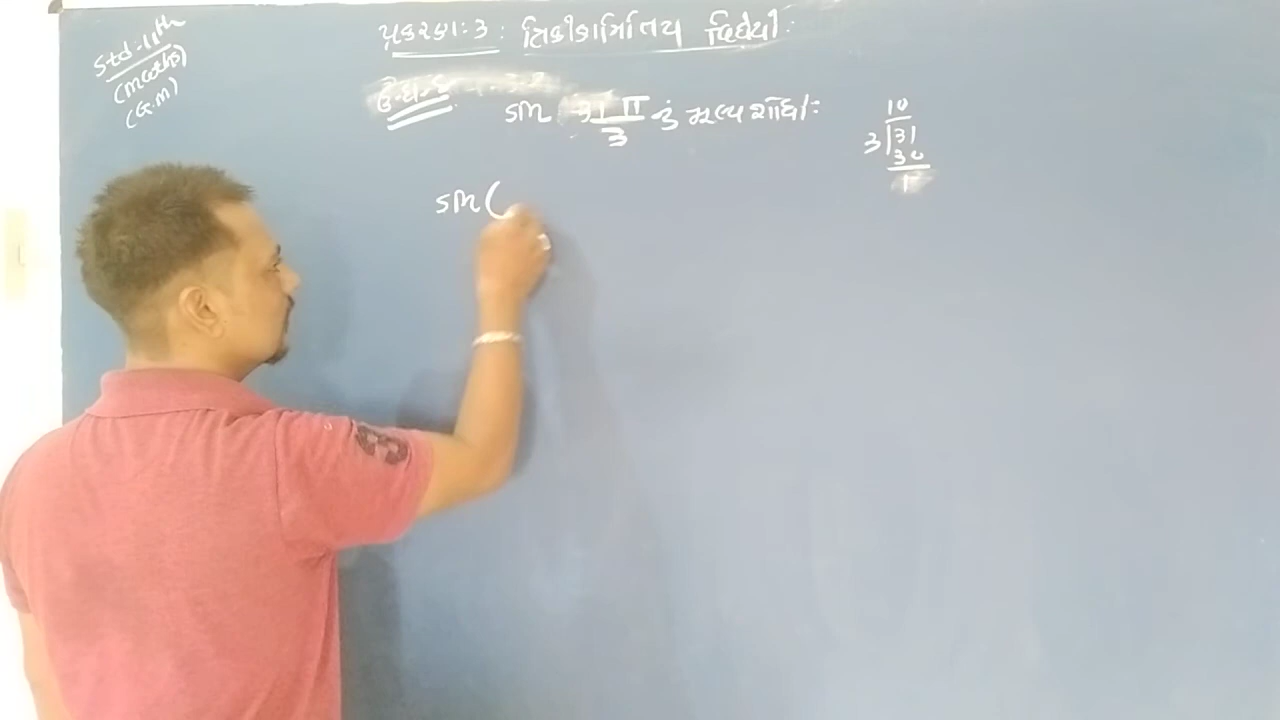 Std-11th
(Maths)
(G.M)
પ્રકરણ: 3 : ત્રિકોણમિતીય વિધેયો :
sin 31π/3 નું મૂલ્ય શોધો:
10
3 31
30
1
sin (